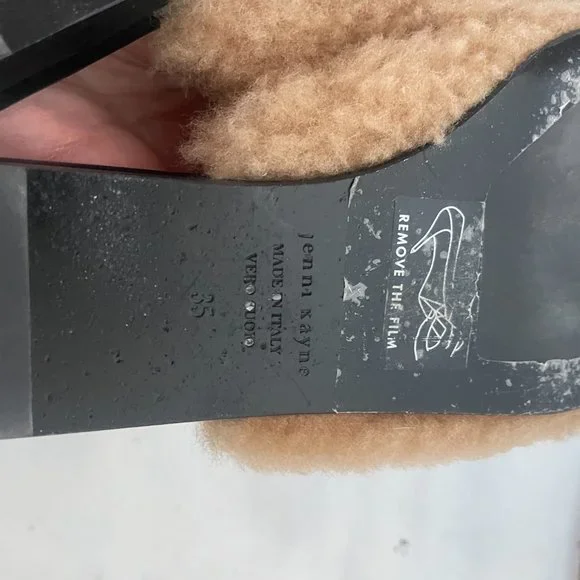 jenni kayne
MADE IN ITALY
VERO CUOIO
35
REMOVE THE FILM